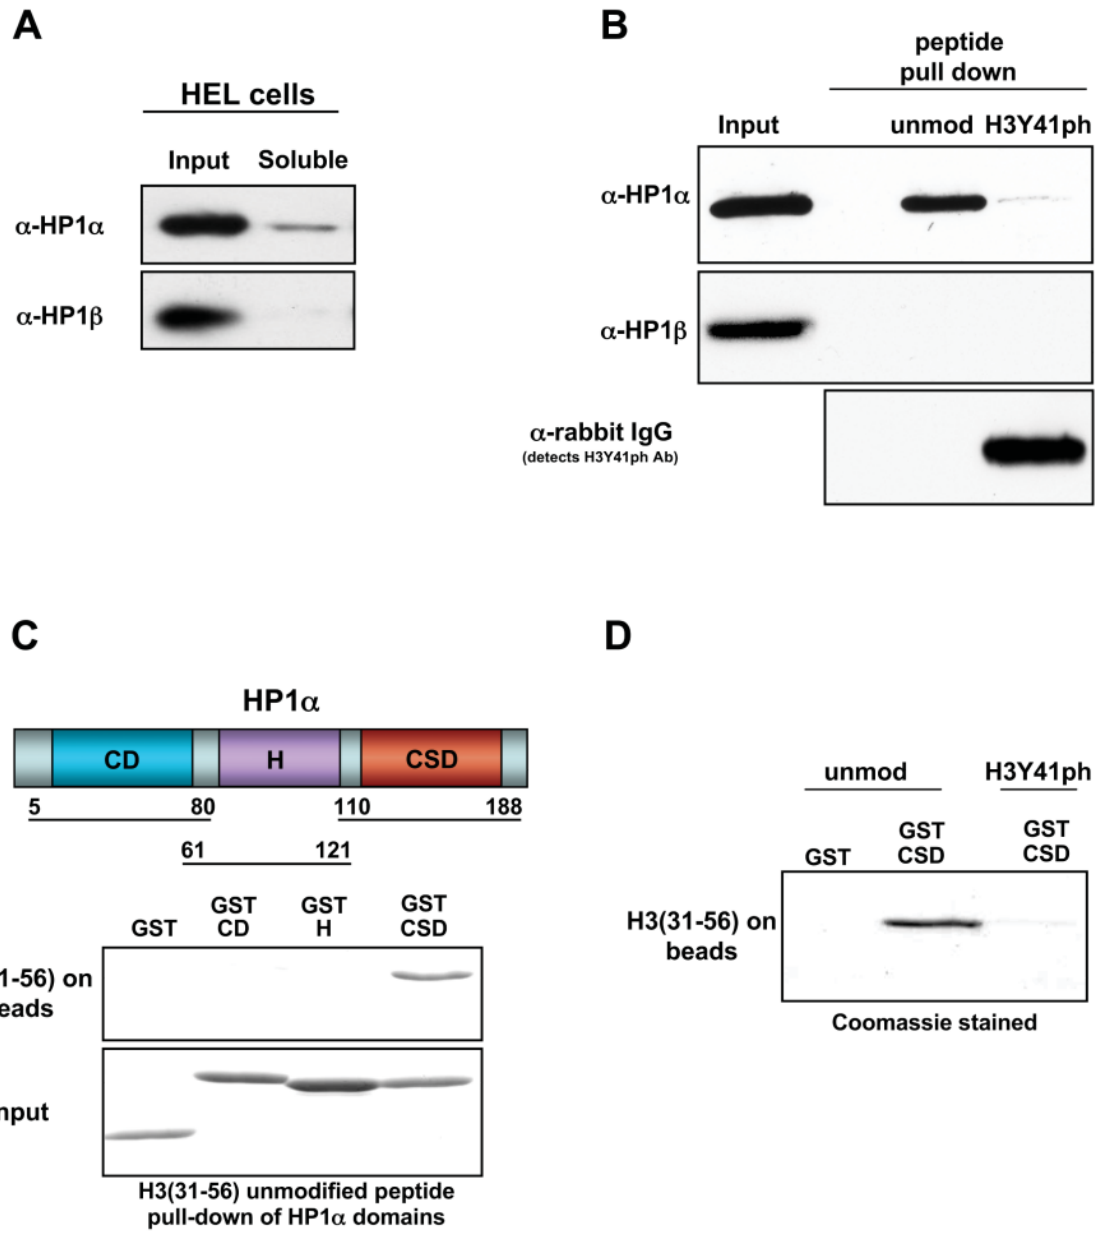 A
HEL cells
Input Soluble
α-HP1α
α-HP1β
B
peptide
pull down
Input unmod H3Y41ph
α-HP1α
α-HP1β
α-rabbit IgG
(detects H3Y41ph Ab)
C
HP1α
CD H CSD
5 80 110 188
61 121
GST GST GST
GST CD H CSD
1-56) on
eads
nput
H3(31-56) unmodified peptide
pull-down of HP1α domains
D
unmod H3Y41ph
GST GST
GST CSD CSD
H3(31-56) on
beads
Coomassie stained